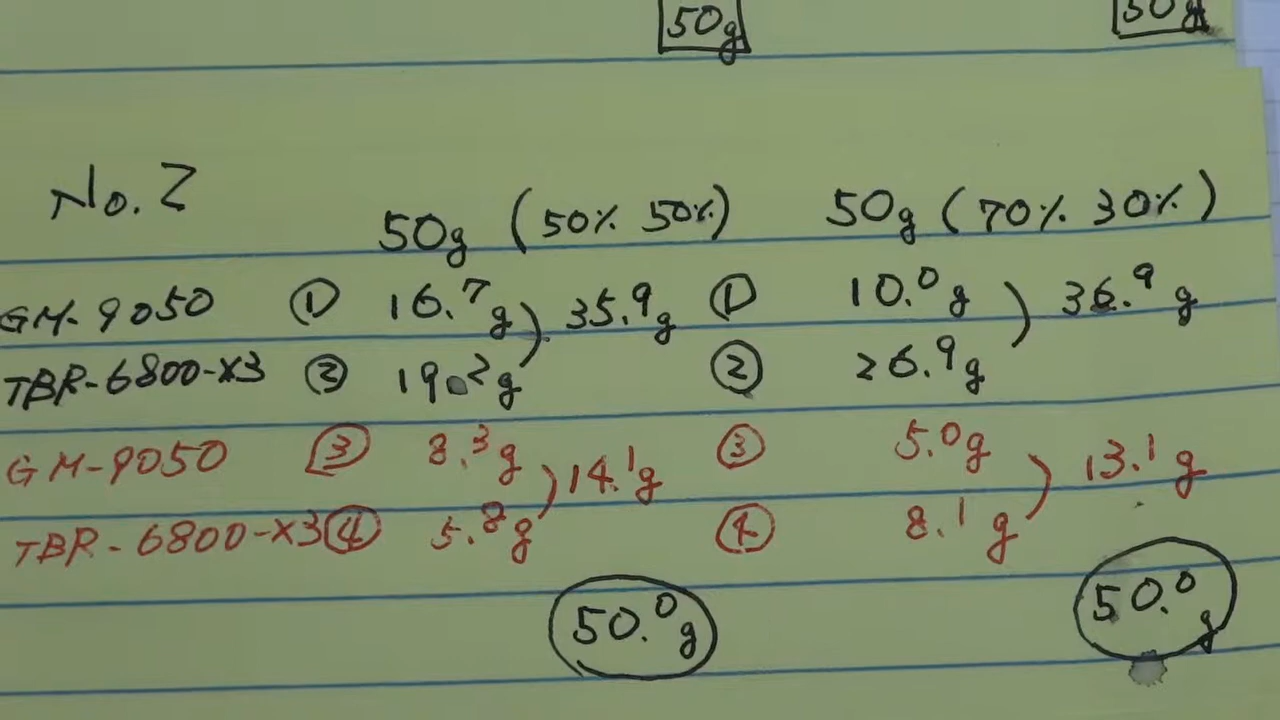 50g 50g
No. 2
50g (50% 50%) 50g (70% 30%)
GM-9050 ① 16.7g ) 35.9g ① 10.0g ) 36.9g
TBR-6800-X3 ② 19.2g ② 26.9g
GM-9050 ③ 8.3g ) 14.1g ③ 5.0g ) 13.1g
TBR-6800-X3 ④ 5.8g ④ 8.1g
50.0g 50.0g